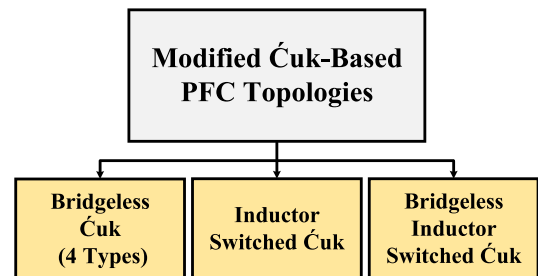 Modified Ćuk-Based
PFC Topologies
Bridgeless
Ćuk
(4 Types)
Inductor
Switched Ćuk
Bridgeless
Inductor
Switched Ćuk